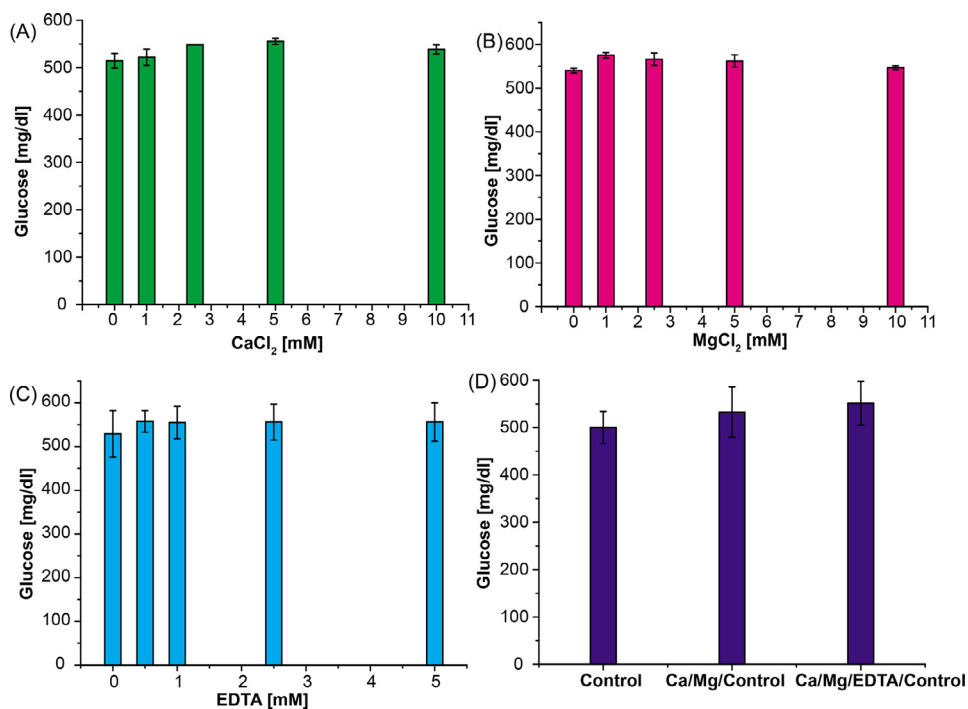 (A)
600
500
400
300
200
100
0
Glucose [mg/dl]
0 1 2 3 4 5 6 7 8 9 10 11
CaCl2 [mM]
(B)
600
500
400
300
200
100
0
Glucose [mg/dl]
0 1 2 3 4 5 6 7 8 9 10 11
MgCl2 [mM]
(C)
600
500
400
300
200
100
0
Glucose [mg/dl]
0 1 2 3 4 5
EDTA [mM]
(D)
600
500
400
300
200
100
0
Glucose [mg/dl]
Control Ca/Mg/Control Ca/Mg/EDTA/Control